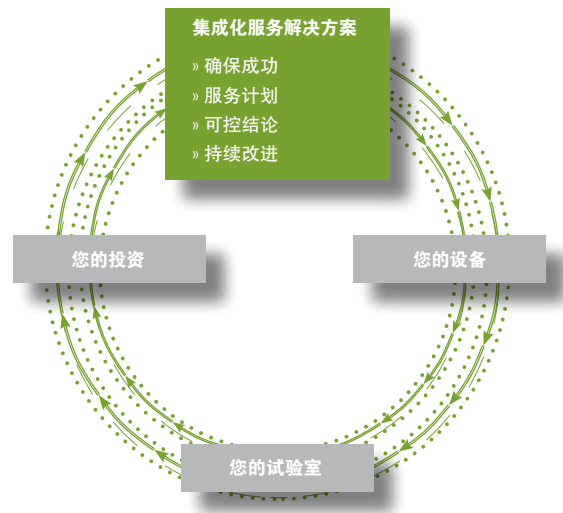 集成化服务解决方案
» 确保成功
» 服务计划
» 可控结论
» 持续改进
您的投资
您的设备
您的试验室